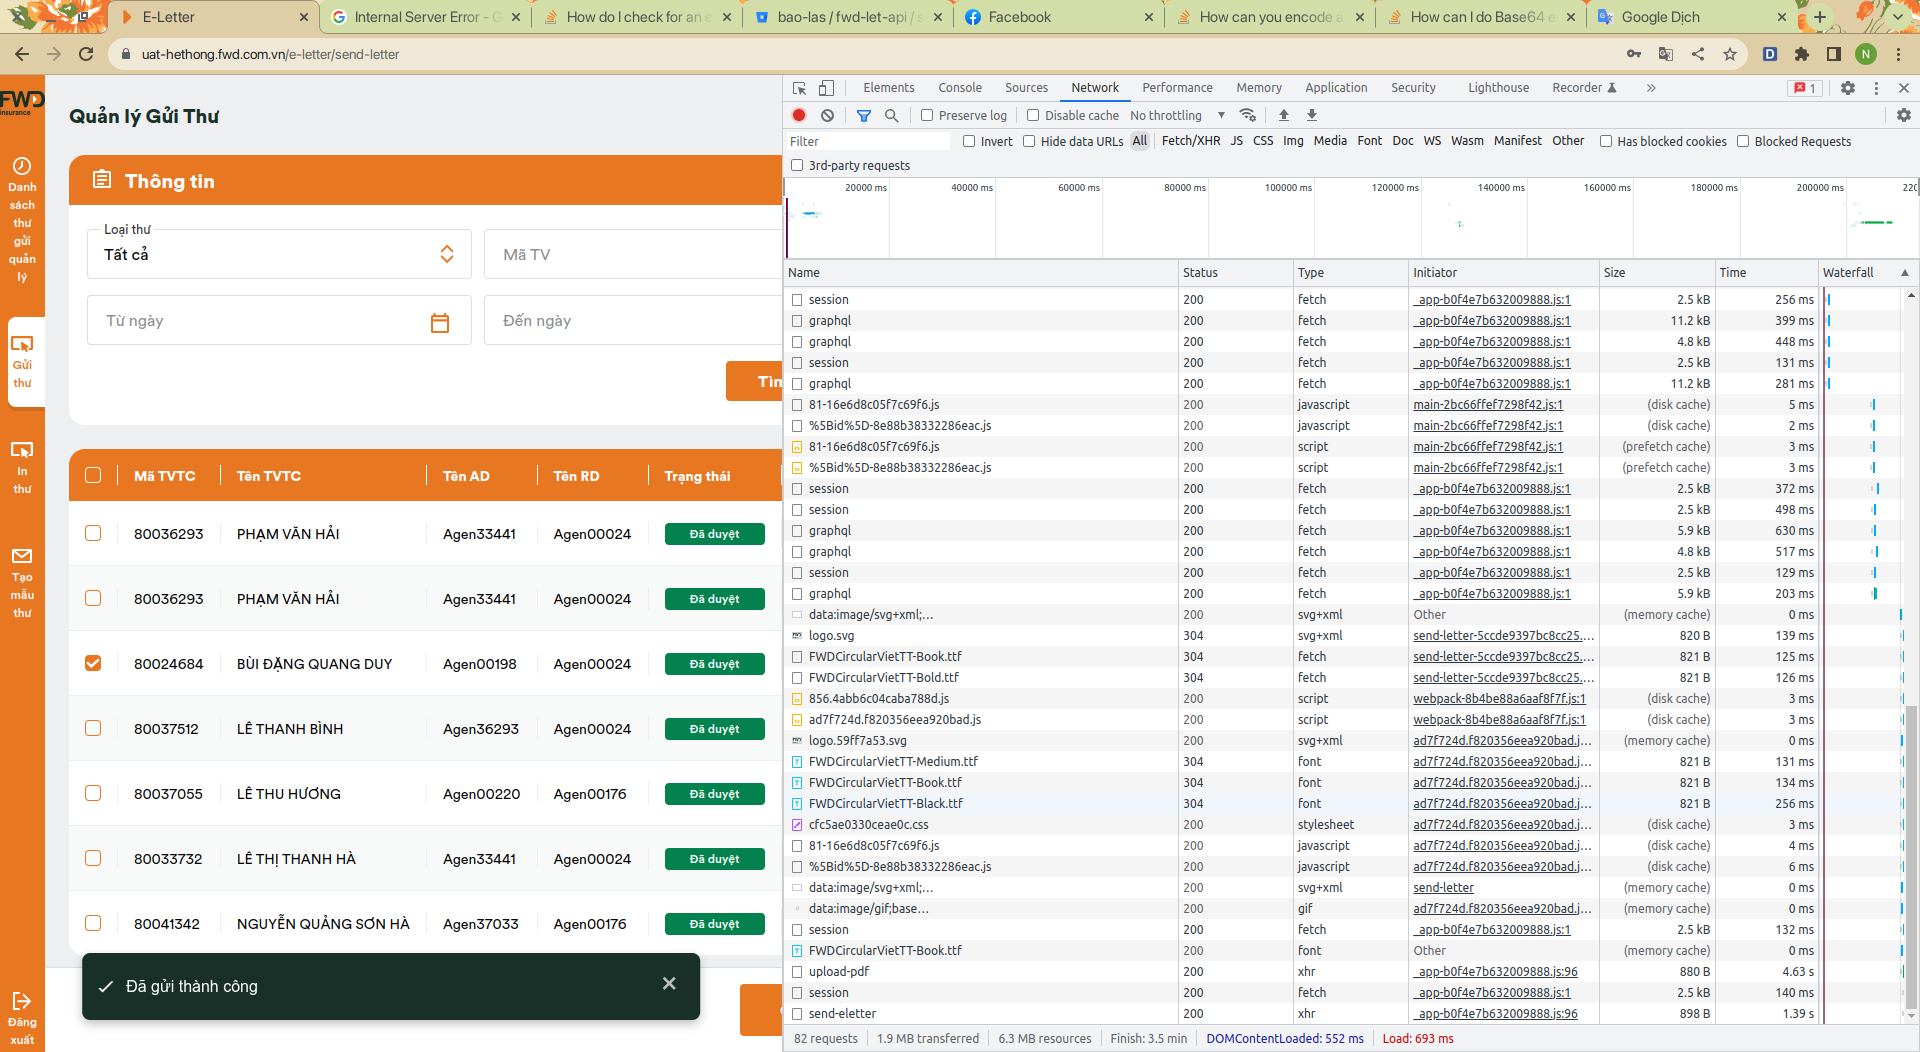 E-Letter
Internal Server Error - G
How do I check for an e
bao-las / fwd-let-api / s
Facebook
How can you encode a
How can I do Base64 e
Google Dịch
uat-hethong.fwd.com.vn/e-letter/send-letter
N
FWD
insurance
Danh
sách
thư
gửi
quản
lý
Gửi
thư
In
thư
Tạo
mẫu
thư
Đăng
xuất
Quản lý Gửi Thư
Thông tin
Loại thư
Tất cả
Mã TV
Từ ngày
Đến ngày
Tìn
Mã TVTC Tên TVTC Tên AD Tên RD Trạng thái
80036293 PHẠM VĂN HẢI Agen33441 Agen00024 Đã duyệt
80036293 PHẠM VĂN HẢI Agen33441 Agen00024 Đã duyệt
80024684 BÙI ĐẶNG QUANG DUY Agen00198 Agen00024 Đã duyệt
80037512 LÊ THANH BÌNH Agen36293 Agen00024 Đã duyệt
80037055 LÊ THU HƯƠNG Agen00220 Agen00176 Đã duyệt
80033732 LÊ THỊ THANH HÀ Agen33441 Agen00024 Đã duyệt
80041342 NGUYỄN QUẢNG SƠN HÀ Agen37033 Agen00176 Đã duyệt
Đã gửi thành công
Elements Console Sources Network Performance Memory Application Security Lighthouse Recorder » 1
Preserve log Disable cache No throttling
Filter Invert Hide data URLs All Fetch/XHR JS CSS Img Media Font Doc WS Wasm Manifest Other Has blocked cookies Blocked Requests
3rd-party requests
20000 ms 40000 ms 60000 ms 80000 ms 100000 ms 120000 ms 140000 ms 160000 ms 180000 ms 200000 ms 220
Name Status Type Initiator Size Time Waterfall
session 200 fetch _app-b0f4e7b632009888.js:1 2.5 kB 256 ms
graphql 200 fetch _app-b0f4e7b632009888.js:1 11.2 kB 399 ms
graphql 200 fetch _app-b0f4e7b632009888.js:1 4.8 kB 448 ms
session 200 fetch _app-b0f4e7b632009888.js:1 2.5 kB 131 ms
graphql 200 fetch _app-b0f4e7b632009888.js:1 11.2 kB 281 ms
81-16e6d8c05f7c69f6.js 200 javascript main-2bc66ffef7298f42.js:1 (disk cache) 5 ms
%5Bid%5D-8e88b38332286eac.js 200 javascript main-2bc66ffef7298f42.js:1 (disk cache) 2 ms
81-16e6d8c05f7c69f6.js 200 script main-2bc66ffef7298f42.js:1 (prefetch cache) 3 ms
%5Bid%5D-8e88b38332286eac.js 200 script main-2bc66ffef7298f42.js:1 (prefetch cache) 3 ms
session 200 fetch _app-b0f4e7b632009888.js:1 2.5 kB 372 ms
session 200 fetch _app-b0f4e7b632009888.js:1 2.5 kB 498 ms
graphql 200 fetch _app-b0f4e7b632009888.js:1 5.9 kB 630 ms
graphql 200 fetch _app-b0f4e7b632009888.js:1 4.8 kB 517 ms
session 200 fetch _app-b0f4e7b632009888.js:1 2.5 kB 129 ms
graphql 200 fetch _app-b0f4e7b632009888.js:1 5.9 kB 203 ms
data:image/svg+xml;... 200 svg+xml Other (memory cache) 0 ms
logo.svg 304 svg+xml send-letter-5ccde9397bc8cc25.... 820 B 139 ms
FWDCircularVietTT-Book.ttf 304 fetch send-letter-5ccde9397bc8cc25.... 821 B 125 ms
FWDCircularVietTT-Bold.ttf 304 fetch send-letter-5ccde9397bc8cc25.... 821 B 126 ms
856.4abb6c04caba788d.js 200 script webpack-8b4be88a6aaf8f7f.js:1 (disk cache) 3 ms
ad7f724d.f820356eea920bad.js 200 script webpack-8b4be88a6aaf8f7f.js:1 (disk cache) 3 ms
logo.59ff7a53.svg 200 svg+xml ad7f724d.f820356eea920bad.j... (memory cache) 0 ms
FWDCircularVietTT-Medium.ttf 304 font ad7f724d.f820356eea920bad.j... 821 B 131 ms
FWDCircularVietTT-Book.ttf 304 font ad7f724d.f820356eea920bad.j... 821 B 134 ms
FWDCircularVietTT-Black.ttf 304 font ad7f724d.f820356eea920bad.j... 821 B 256 ms
cfc5ae0330ceae0c.css 200 stylesheet ad7f724d.f820356eea920bad.j... (disk cache) 3 ms
81-16e6d8c05f7c69f6.js 200 javascript ad7f724d.f820356eea920bad.j... (disk cache) 4 ms
%5Bid%5D-8e88b38332286eac.js 200 javascript ad7f724d.f820356eea920bad.j... (disk cache) 6 ms
data:image/svg+xml;... 200 svg+xml send-letter (memory cache) 0 ms
data:image/gif;base... 200 gif ad7f724d.f820356eea920bad.j... (memory cache) 0 ms
session 200 fetch _app-b0f4e7b632009888.js:1 2.5 kB 132 ms
FWDCircularVietTT-Book.ttf 200 font Other (memory cache) 0 ms
upload-pdf 200 xhr _app-b0f4e7b632009888.js:96 880 B 4.63 s
session 200 fetch _app-b0f4e7b632009888.js:1 2.5 kB 140 ms
send-eletter 200 xhr _app-b0f4e7b632009888.js:96 898 B 1.39 s
82 requests 1.9 MB transferred 6.3 MB resources Finish: 3.5 min DOMContentLoaded: 552 ms Load: 693 ms